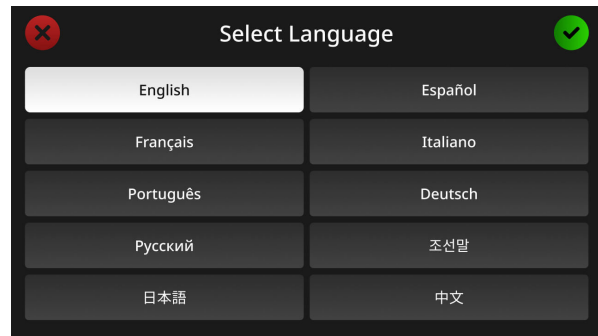 Select Language
English
Español
Français
Italiano
Português
Deutsch
Русский
조선말
日本語
中文